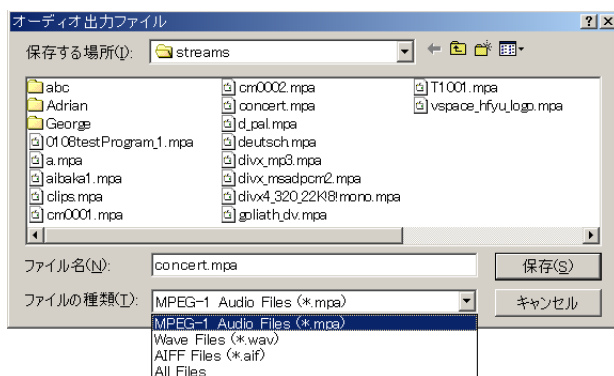 オーディオ出力ファイル
保存する場所(I):
streams
abc
Adrian
George
0108testProgram_1.mpa
a.mpa
aibaka1.mpa
clips.mpa
cm0001.mpa
cm0002.mpa
concert.mpa
d_pal.mpa
deutsch.mpa
divx_mp3.mpa
divx_msadpcm2.mpa
divx4_320_22K8!mono.mpa
goliath_dv.mpa
T1001.mpa
vspace_hfyu_logo.mpa
ファイル名(N):
concert.mpa
保存(S)
ファイルの種類(T):
MPEG-1 Audio Files (*.mpa)
キャンセル
MPEG-1 Audio Files (*.mpa)
Wave Files (*.wav)
AIFF Files (*.aif)
All Files